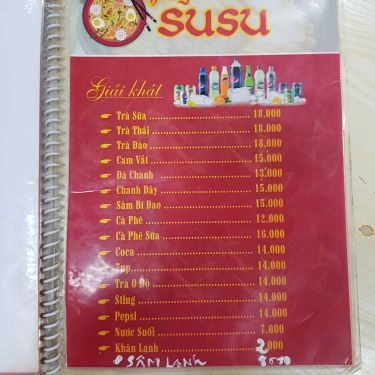 SUSU
Giải khát
Trà Sữa 18.000
Trà Thái 18.000
Trà Đào 18.000
Cam Vắt 15.000
Đá Chanh 13.000
Chanh Dây 15.000
Sâm Bí Đao 15.000
Cà Phê 12.000
Cà Phê Sữa 16.000
Coca 14.000
7up 14.000
Trà O Độ 14.000
Sting 14.000
Pepsi 14.000
Nước Suối 7.000
Khăn Lạnh 2.000
SÂM LẠNH